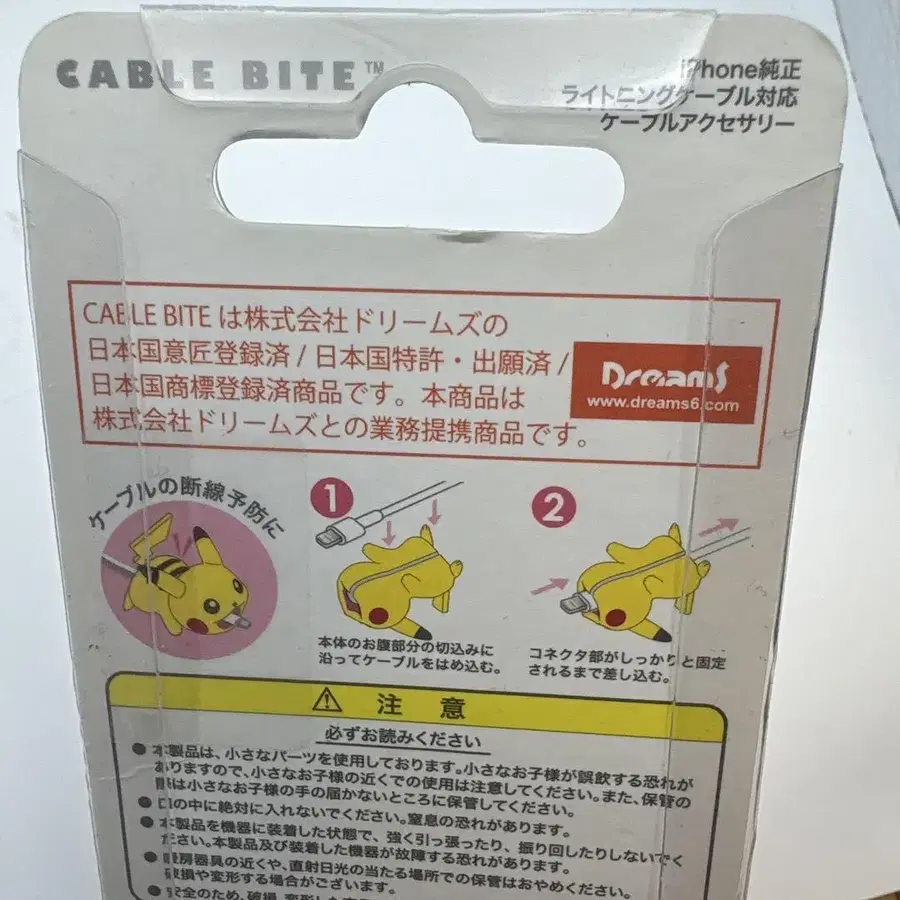 CABLE BITE™
iPhone純正
ライトニングケーブル対応
ケーブルアクセサリー
CABLE BITE は株式会社ドリームズの
日本国意匠登録済 / 日本国特許・出願済 /
日本国商標登録済商品です。本商品は
株式会社ドリームズとの業務提携商品です。
DreamS
www.dreams6.com
ケーブルの断線予防に
1
本体のお腹部分の切込みに
沿ってケーブルをはめ込む。
2
コネクタ部がしっかりと固定
されるまで差し込む。
注意
必ずお読みください
●本製品は、小さなパーツを使用しております。小さなお子様が誤飲する恐れが
ありますので、小さなお子様の近くでの使用は注意してください。また、保管の
際は小さなお子様の手の届かないところに保管してください。
●口の中に絶対に入れないでください。窒息の恐れがあります。
●本製品を機器に装着した状態で、強く引っ張ったり、振り回したりしないでく
ださい。本製品及び装着した機器が故障する恐れがあります。
●暖房器具の近くや、直射日光の当たる場所での保管はおやめください。
破損や変形する場合がございます。
●安全のため、破損、変形した